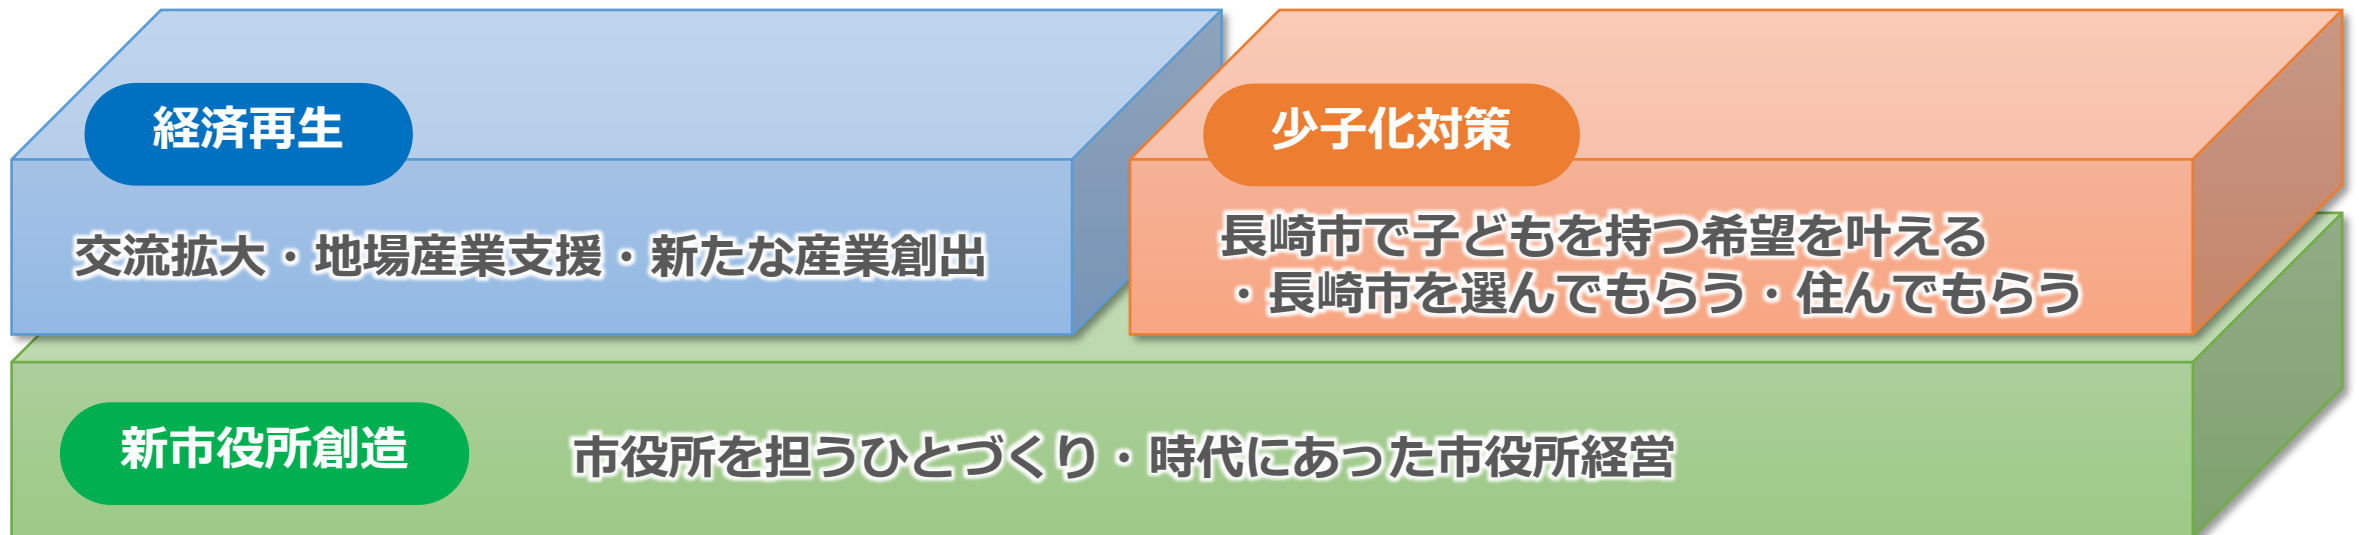 経済再生
交流拡大・地場産業支援・新たな産業創出
少子化対策
長崎市で子どもを持つ希望を叶える
・長崎市を選んでもらう・住んでもらう
新市役所創造
市役所を担うひとづくり・時代にあった市役所経営